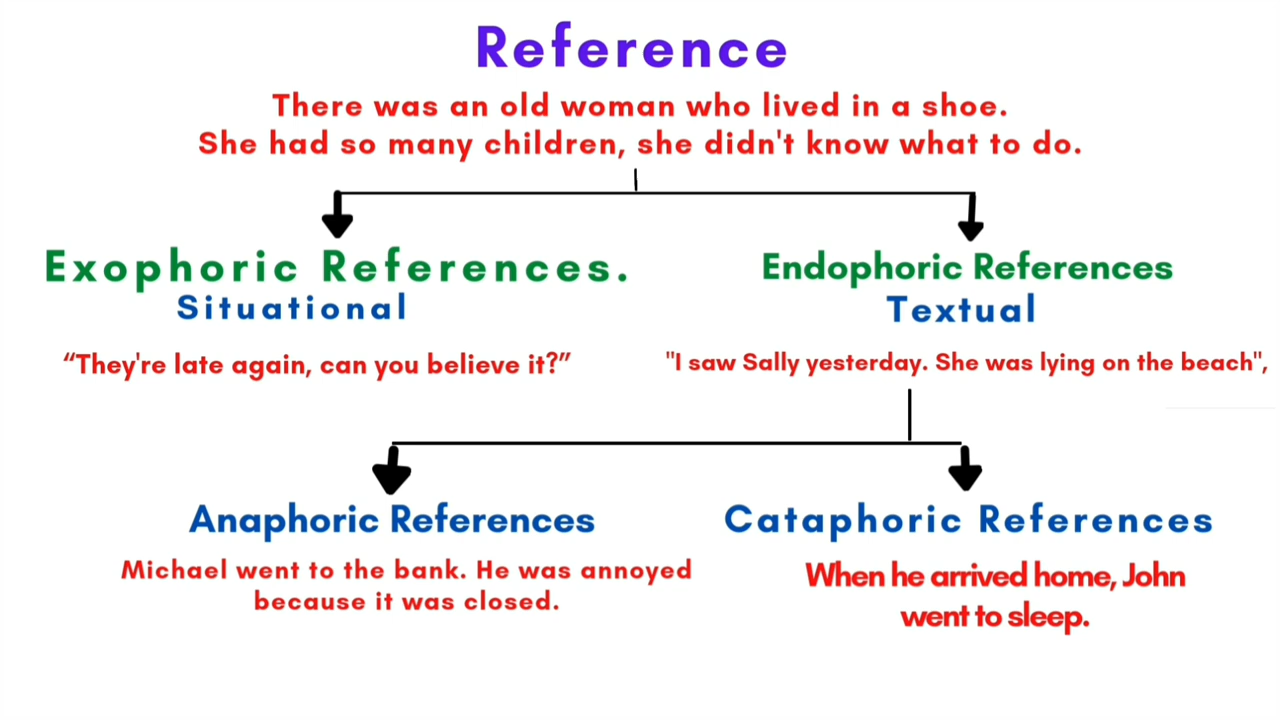 Reference
There was an old woman who lived in a shoe.
She had so many children, she didn't know what to do.
Exophoric References.
Situational
“They're late again, can you believe it?”
Endophoric References
Textual
"I saw Sally yesterday. She was lying on the beach",
Anaphoric References
Michael went to the bank. He was annoyed
because it was closed.
Cataphoric References
When he arrived home, John
went to sleep.